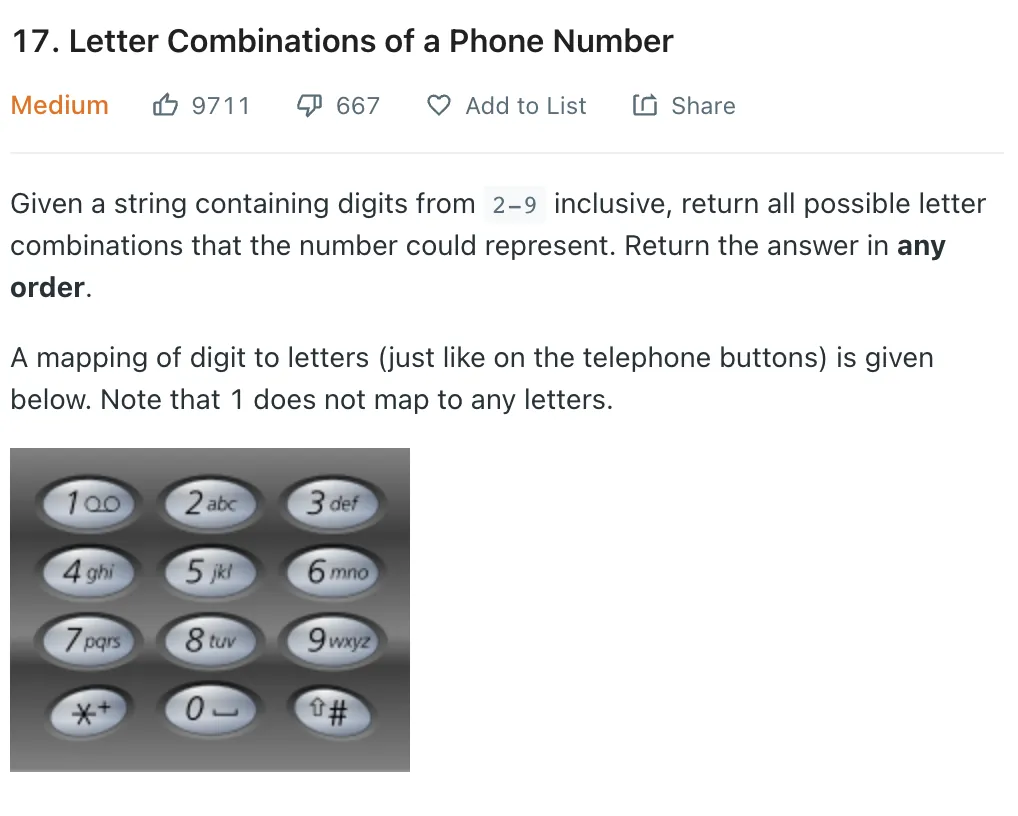 17. Letter Combinations of a Phone Number
Medium 9711 667 Add to List Share
Given a string containing digits from 2-9 inclusive, return all possible letter
combinations that the number could represent. Return the answer in any
order.
A mapping of digit to letters (just like on the telephone buttons) is given
below. Note that 1 does not map to any letters.
1 2 abc 3 def
4 ghi 5 jkl 6 mno
7 pqrs 8 tuv 9 wxyz
*+ 0 #